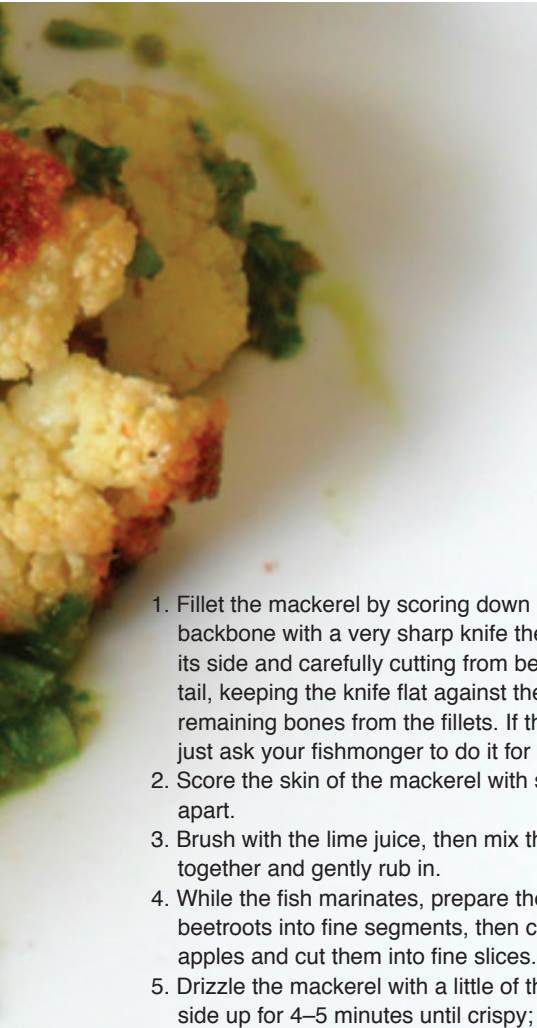 1. Fillet the mackerel by scoring down
backbone with a very sharp knife the
its side and carefully cutting from be
tail, keeping the knife flat against the
remaining bones from the fillets. If th
just ask your fishmonger to do it for
2. Score the skin of the mackerel with s
apart.
3. Brush with the lime juice, then mix th
together and gently rub in.
4. While the fish marinates, prepare the
beetroots into fine segments, then c
apples and cut them into fine slices.
5. Drizzle the mackerel with a little of th
side up for 4–5 minutes until crispy;